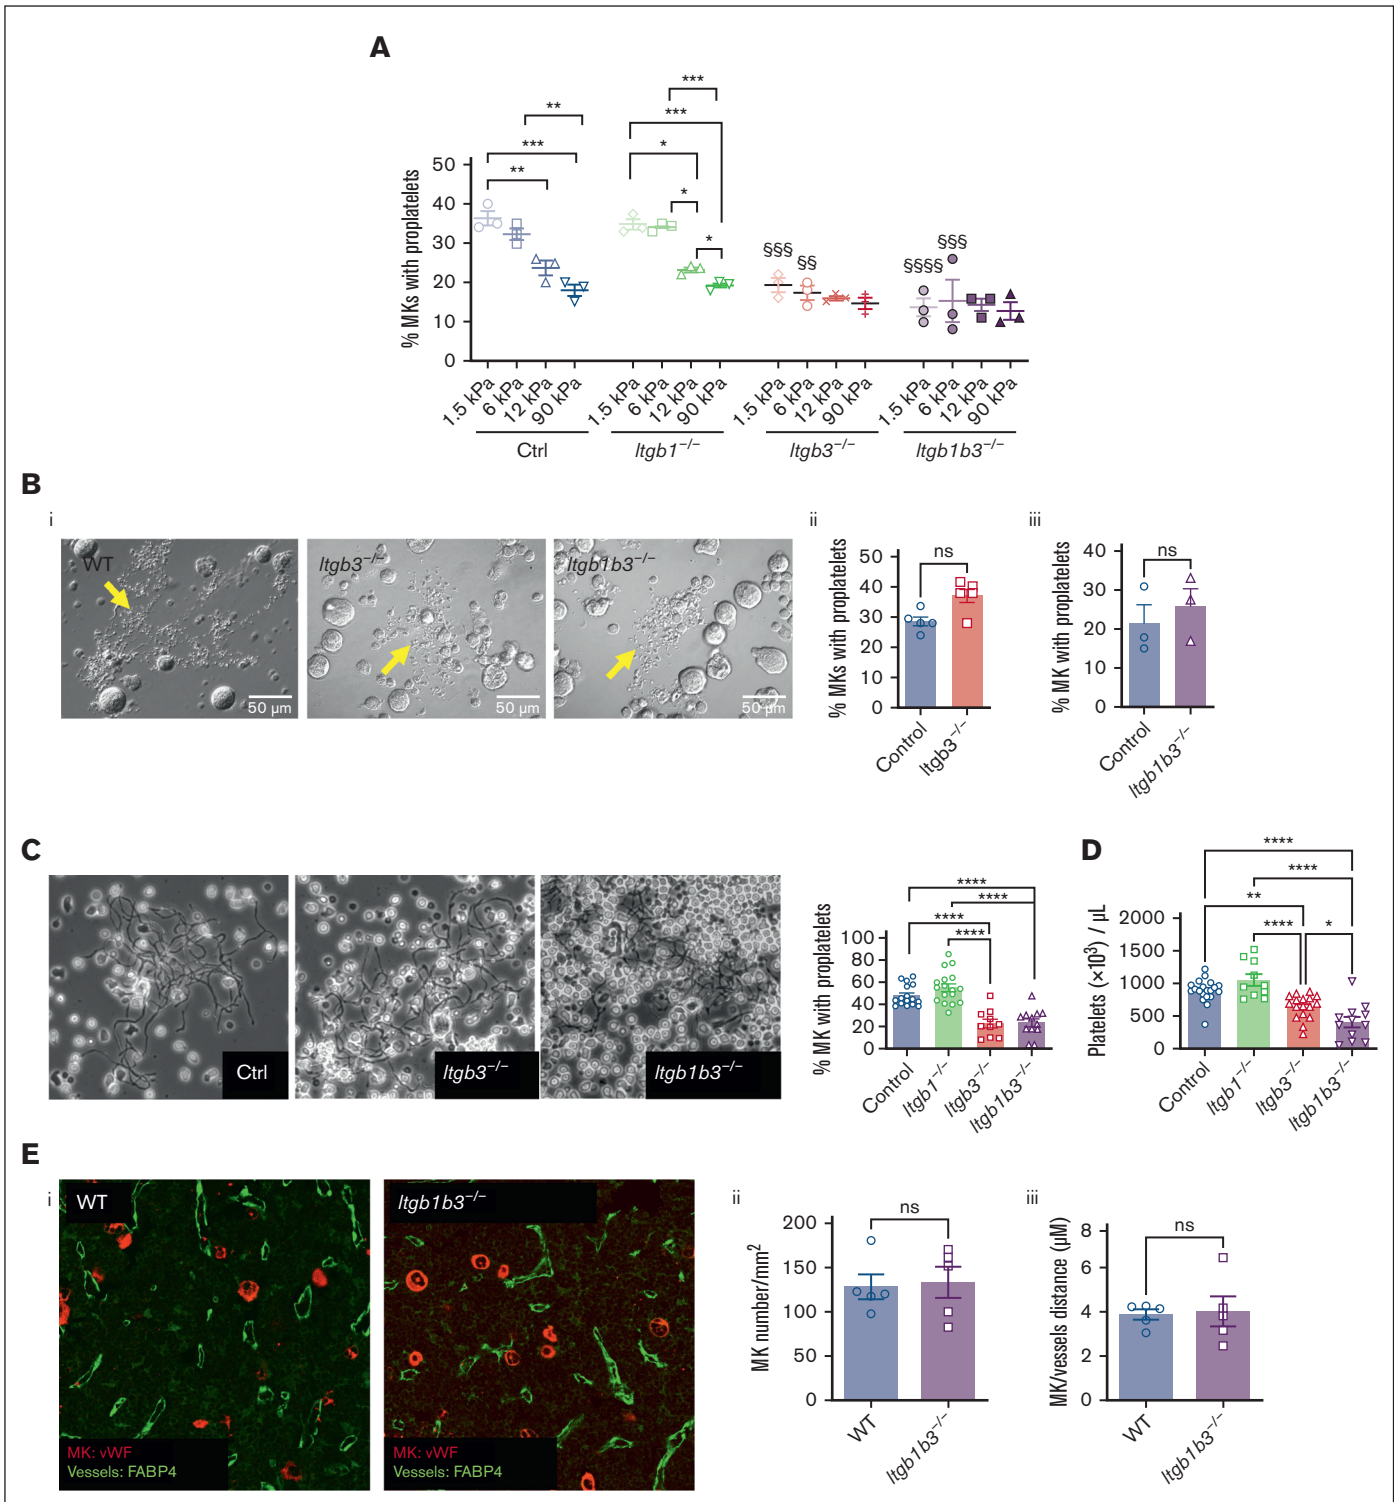 A
***
**
***
***
*
**
*
*
50
40
30
20
10
0
% MKs with proplatelets
§§§
§§
§§§§
§§§
1.5 kPa
6 kPa
12 kPa
90 kPa
1.5 kPa
6 kPa
12 kPa
90 kPa
1.5 kPa
6 kPa
12 kPa
90 kPa
1.5 kPa
6 kPa
12 kPa
90 kPa
Ctrl
Itgb1−/−
Itgb3−/−
Itgb1b3−/−
B
i
WT
50 µm
Itgb3−/−
50 µm
Itgb1b3−/−
50 µm
ii
% MKs with proplatelets
50
40
30
20
10
0
ns
Control
Itgb3−/−
iii
% MK with proplatelets
40
30
20
10
0
ns
Control
Itgb1b3−/−
C
Ctrl
Itgb3−/−
Itgb1b3−/−
% MK with proplatelets
100
80
60
40
20
0
****
****
****
****
Control
Itgb1−/−
Itgb3−/−
Itgb1b3−/−
D
Platelets (×10³) / µL
2000
1500
1000
500
0
****
****
**
****
*
Control
Itgb1−/−
Itgb3−/−
Itgb1b3−/−
E
i
WT
MK: vWF
Vessels: FABP4
Itgb1b3−/−
MK: vWF
Vessels: FABP4
ii
MK number/mm²
200
150
100
50
0
ns
WT
Itgb1b3−/−
iii
MK/vessels distance (µM)
8
6
4
2
0
ns
WT
Itgb1b3−/−